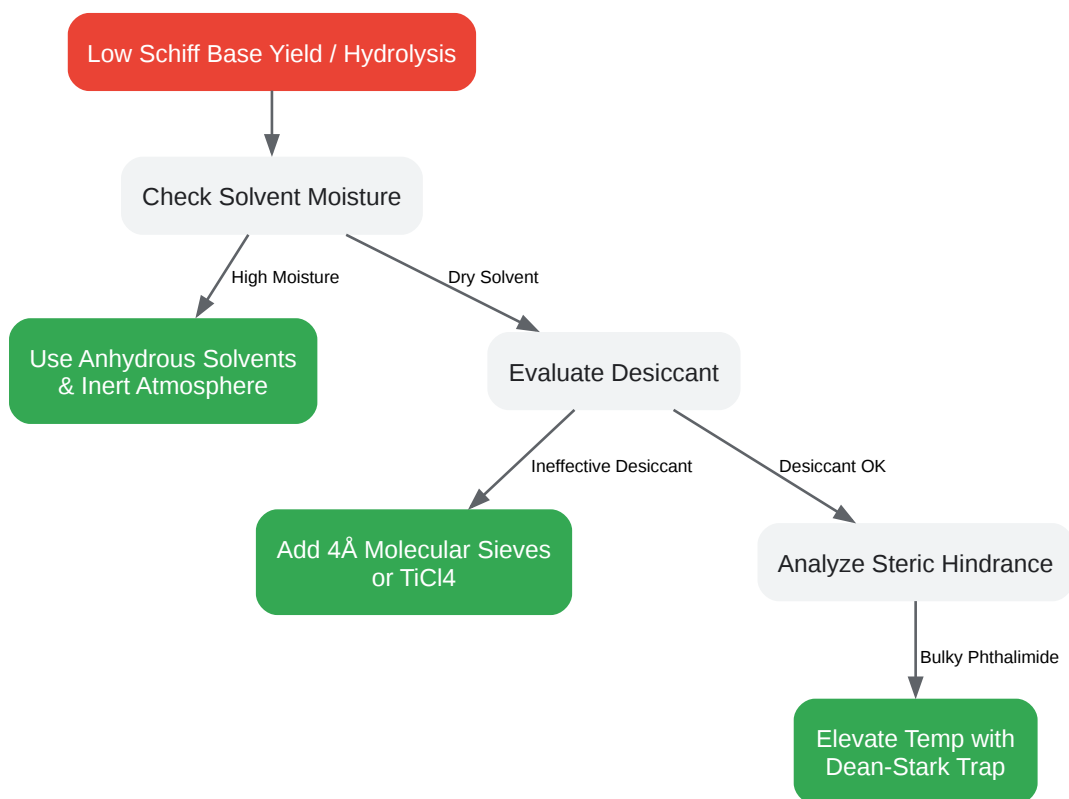 Low Schiff Base Yield / Hydrolysis
Check Solvent Moisture
High Moisture
Dry Solvent
Use Anhydrous Solvents
& Inert Atmosphere
Evaluate Desiccant
Ineffective Desiccant
Desiccant OK
Add 4Å Molecular Sieves
or TiCl4
Analyze Steric Hindrance
Bulky Phthalimide
Elevate Temp with
Dean-Stark Trap